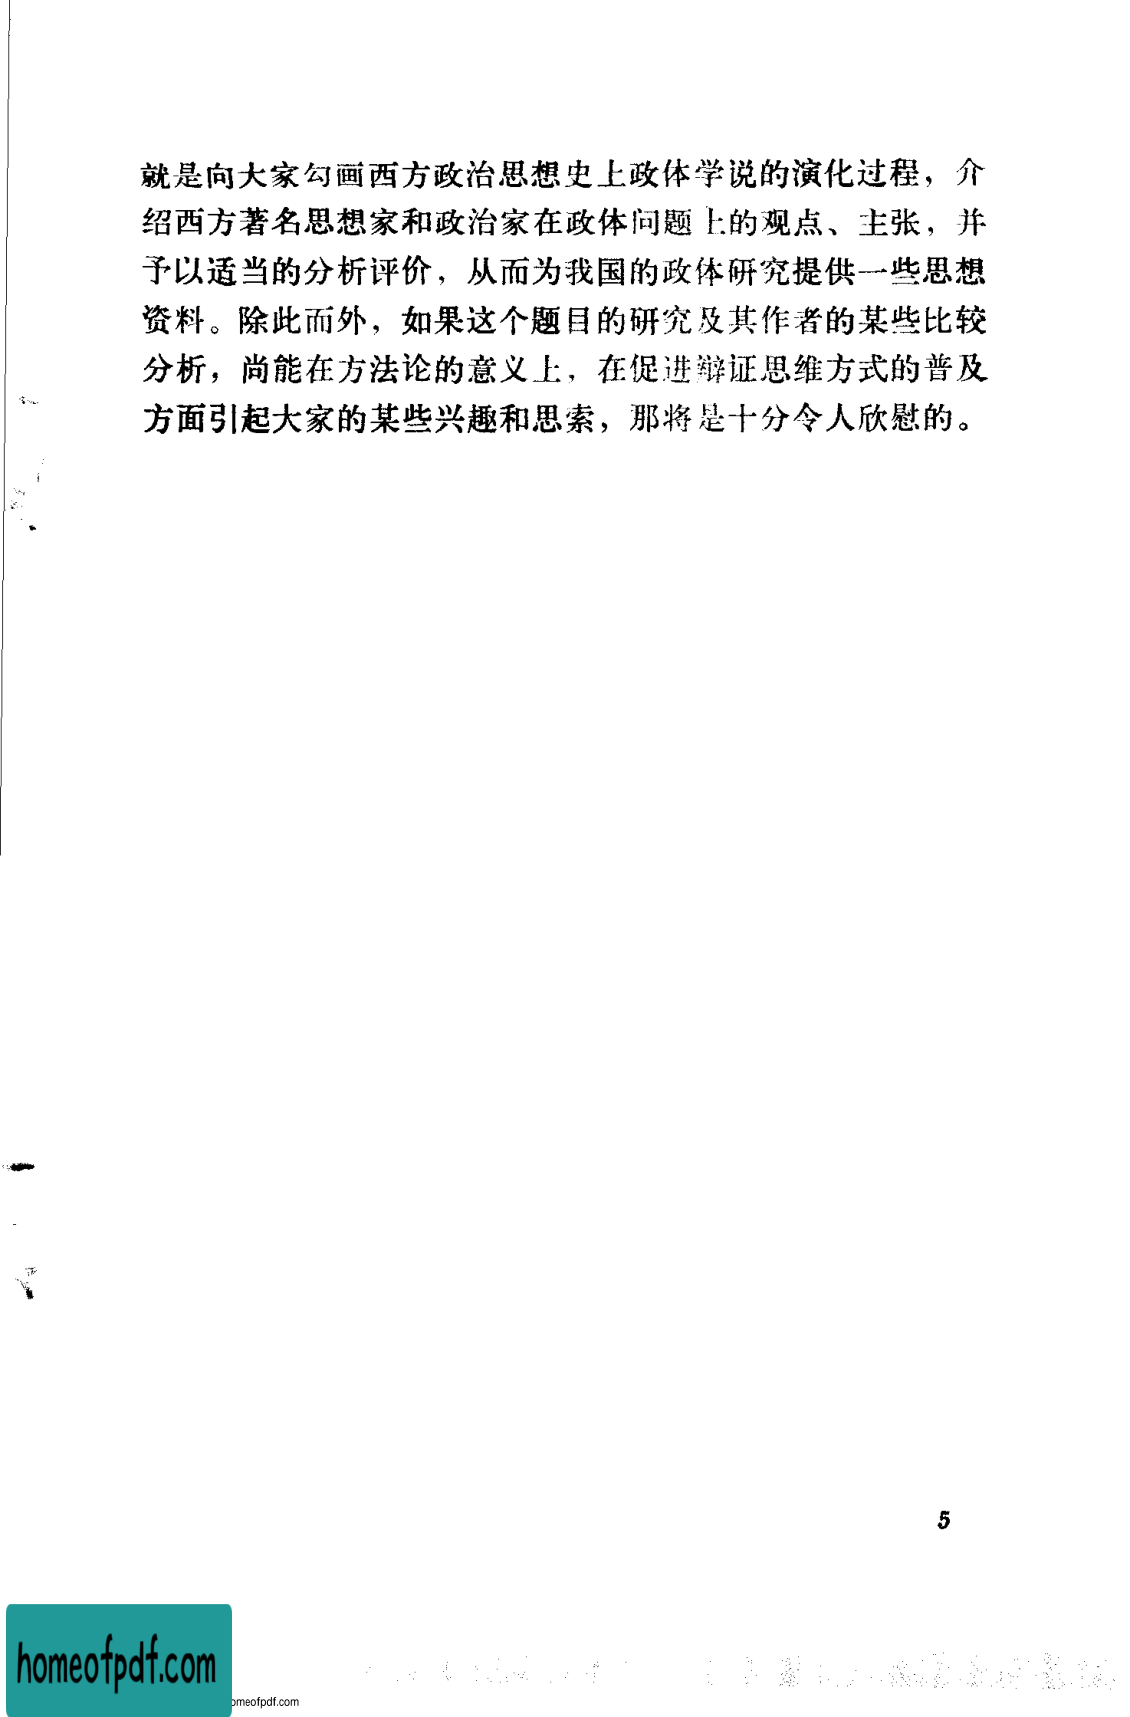 就是向大家勾画西方政治思想史上政体学说的演化过程，介
绍西方著名思想家和政治家在政体问题上的观点、主张，并
予以适当的分析评价，从而为我国的政体研究提供一些思想
资料。除此而外，如果这个题目的研究及其作者的某些比较
分析，尚能在方法论的意义上，在促进辩证思维方式的普及
方面引起大家的某些兴趣和思索，那将是十分令人欣慰的。
5
homeofpdf.com
omeofpdf.com